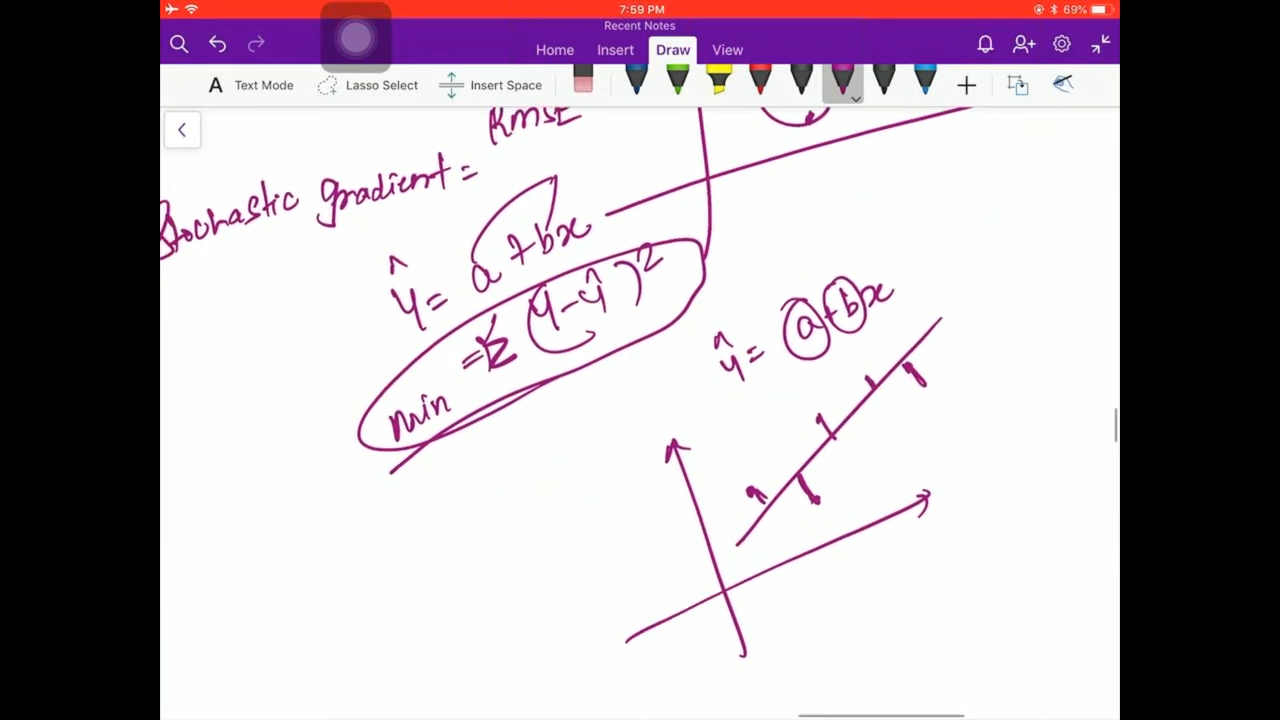 7:59 PM
69%
Recent Notes
Home Insert Draw View
A Text Mode Lasso Select Insert Space
RMSE
Stochastic gradient =
ŷ = a + bx
min = Σ (y - ŷ)²
ŷ = a + bx